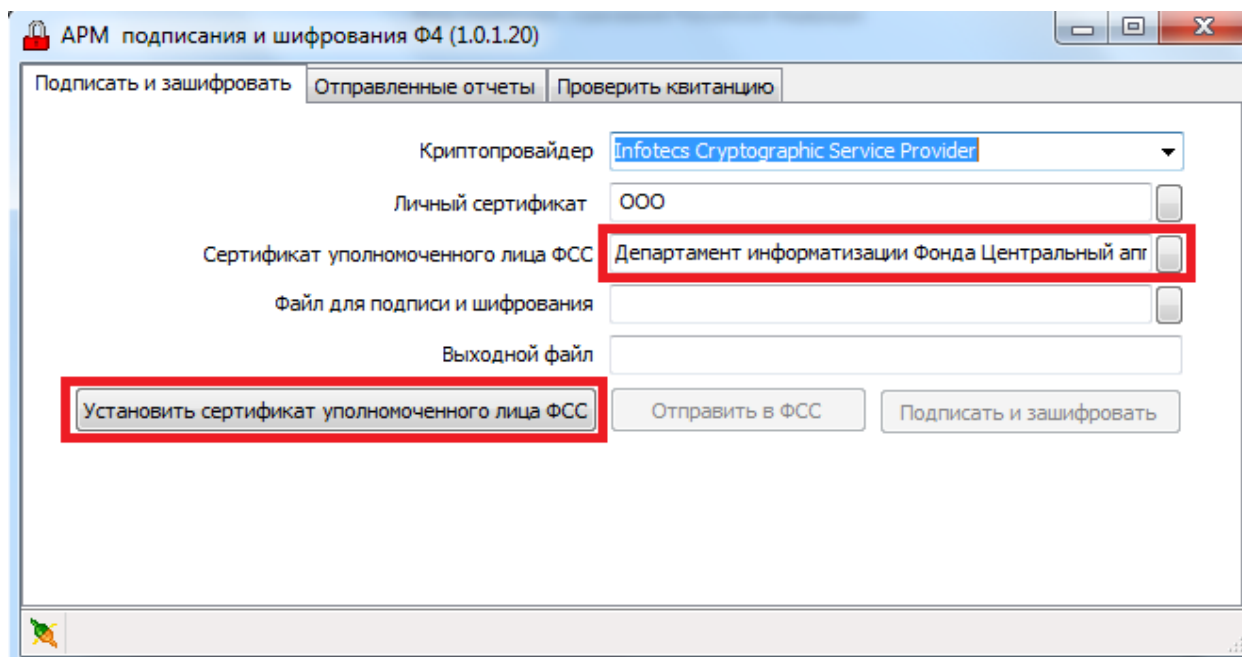 АРМ подписания и шифрования Ф4 (1.0.1.20)
Подписать и зашифровать Отправленные отчеты Проверить квитанцию
Криптопровайдер Infotecs Cryptographic Service Provider
Личный сертификат ООО
Сертификат уполномоченного лица ФСС Департамент информатизации Фонда Центральный апп
Файл для подписи и шифрования
Выходной файл
Установить сертификат уполномоченного лица ФСС Отправить в ФСС Подписать и зашифровать